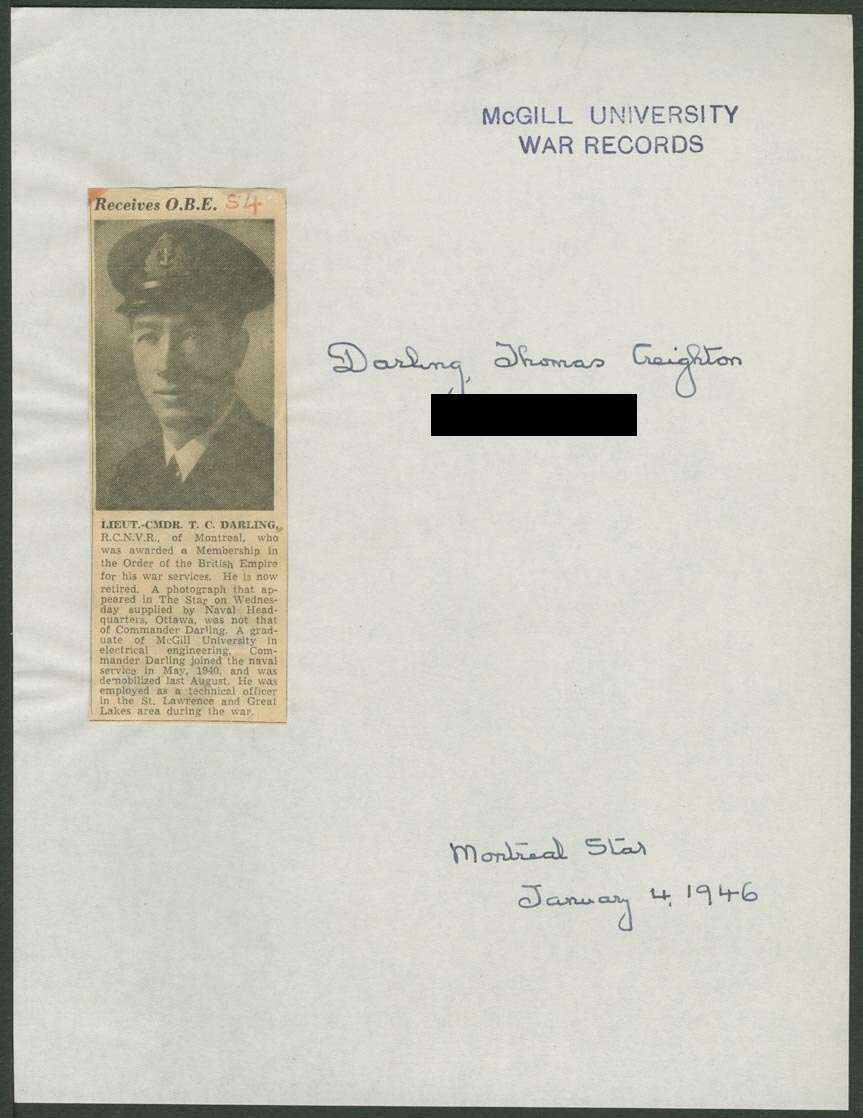 McGILL UNIVERSITY
WAR RECORDS
Receives O.B.E. 54
Darling, Thomas Creighton
LIEUT.-CMDR. T. C. DARLING,
R.C.N.V.R., of Montreal, who
was awarded a Membership in
the Order of the British Empire
for his war services. He is now
retired. A photograph that ap-
peared in The Star on Wednes-
day supplied by Naval Head-
quarters, Ottawa, was not that
of Commander Darling. A grad-
uate of McGill University in
electrical engineering, Com-
mander Darling joined the naval
service in May, 1940, and was
demobilized last August. He was
employed as a technical officer
in the St. Lawrence and Great
Lakes area during the war.
Montreal Star
January 4, 1946